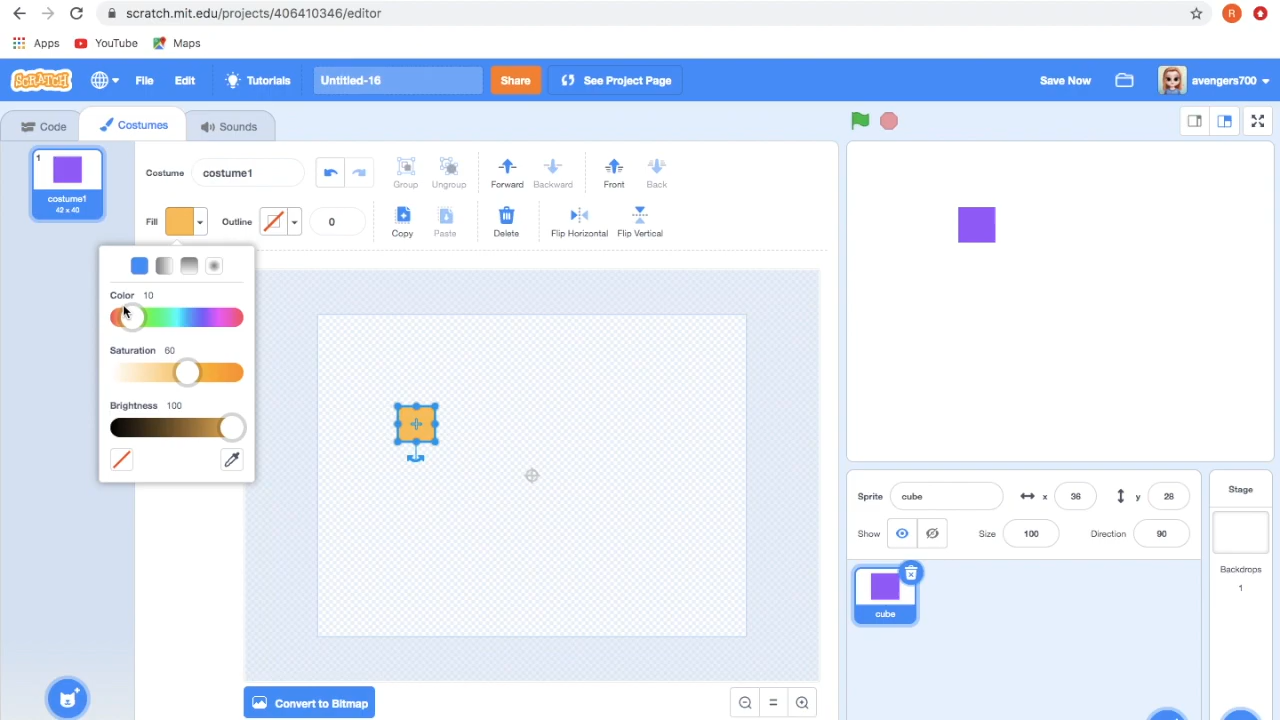 scratch.mit.edu/projects/406410346/editor
R
Apps YouTube Maps
SCRATCH File Edit Tutorials Untitled-16 Share See Project Page Save Now avengers700
Code Costumes Sounds
1
costume1
42 x 40
Costume costume1 Group Ungroup Forward Backward Front Back
Fill Outline 0 Copy Paste Delete Flip Horizontal Flip Vertical
Color 10
Saturation 60
Brightness 100
Convert to Bitmap
Sprite cube x 36 y 28
Show Size 100 Direction 90
cube
Stage
Backdrops
1